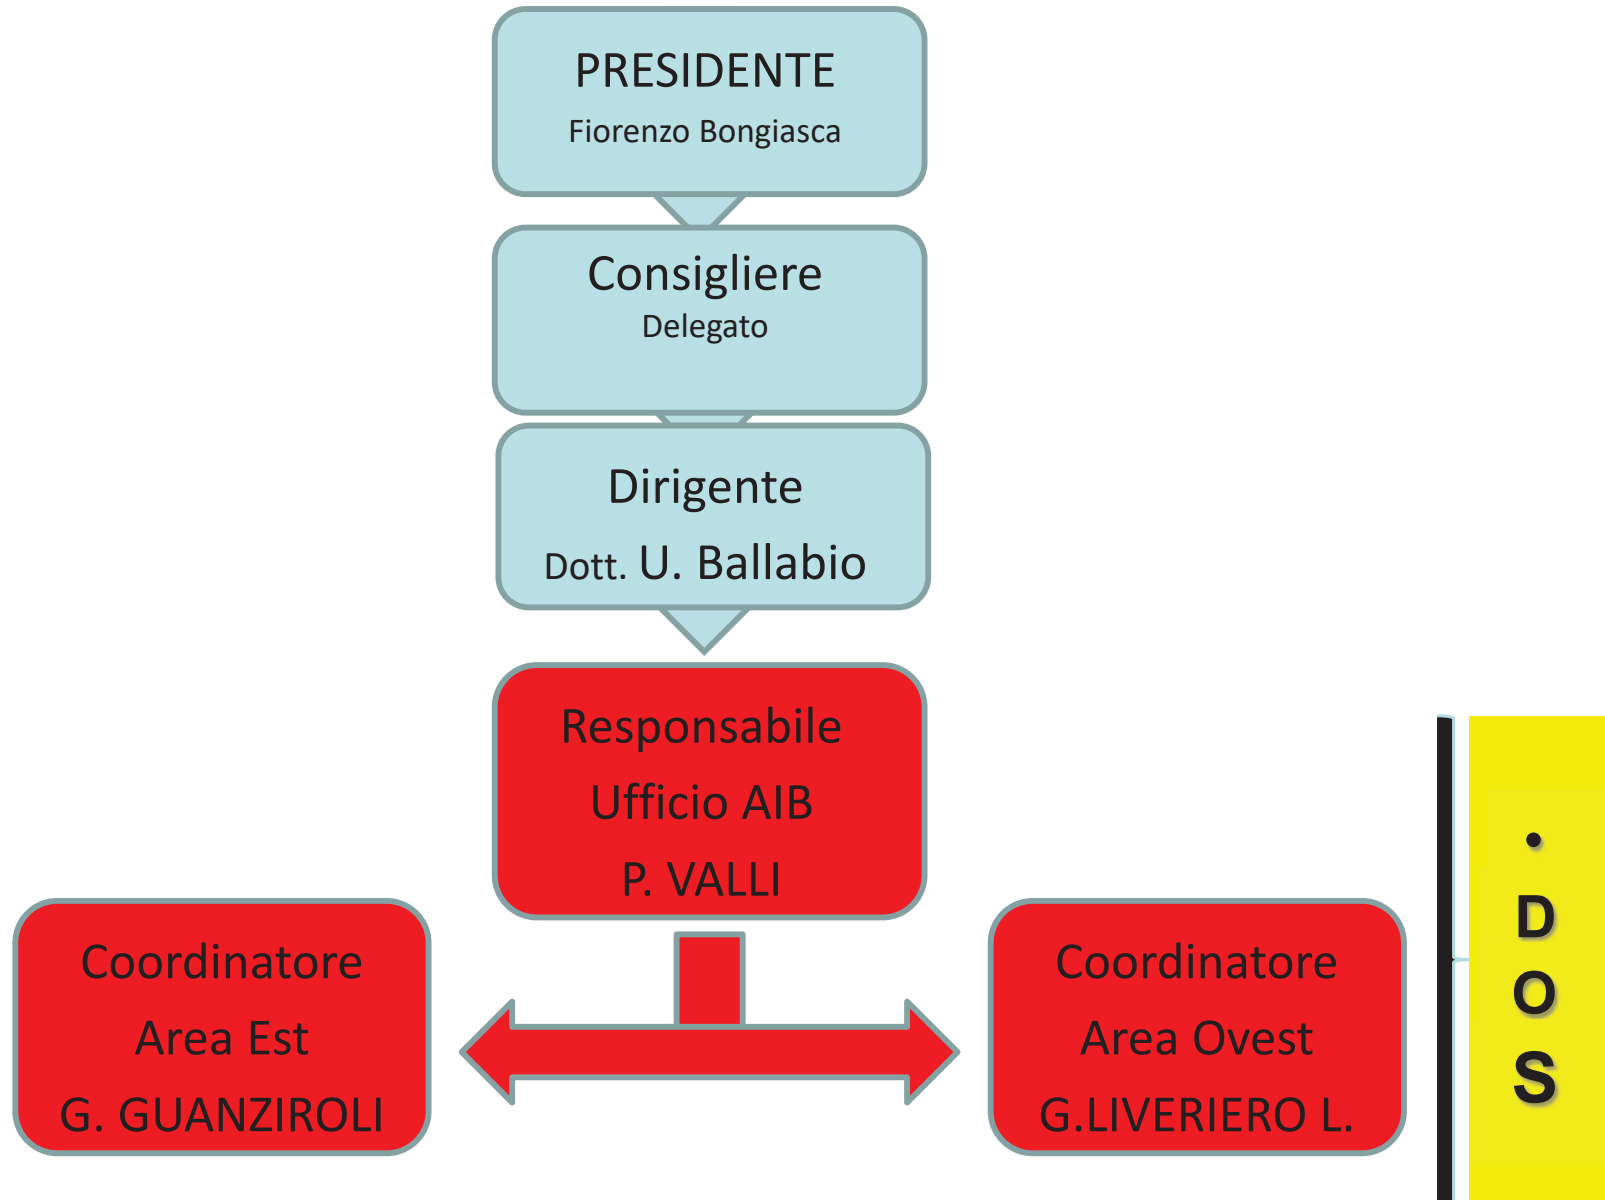 PRESIDENTE
Fiorenzo Bongiasca
Consigliere
Delegato
Dirigente
Dott. U. Ballabio
Responsabile
Ufficio AIB
P. VALLI
Coordinatore
Area Est
G. GUANZIROLI
Coordinatore
Area Ovest
G.LIVERIERO L.
•
D
O
S